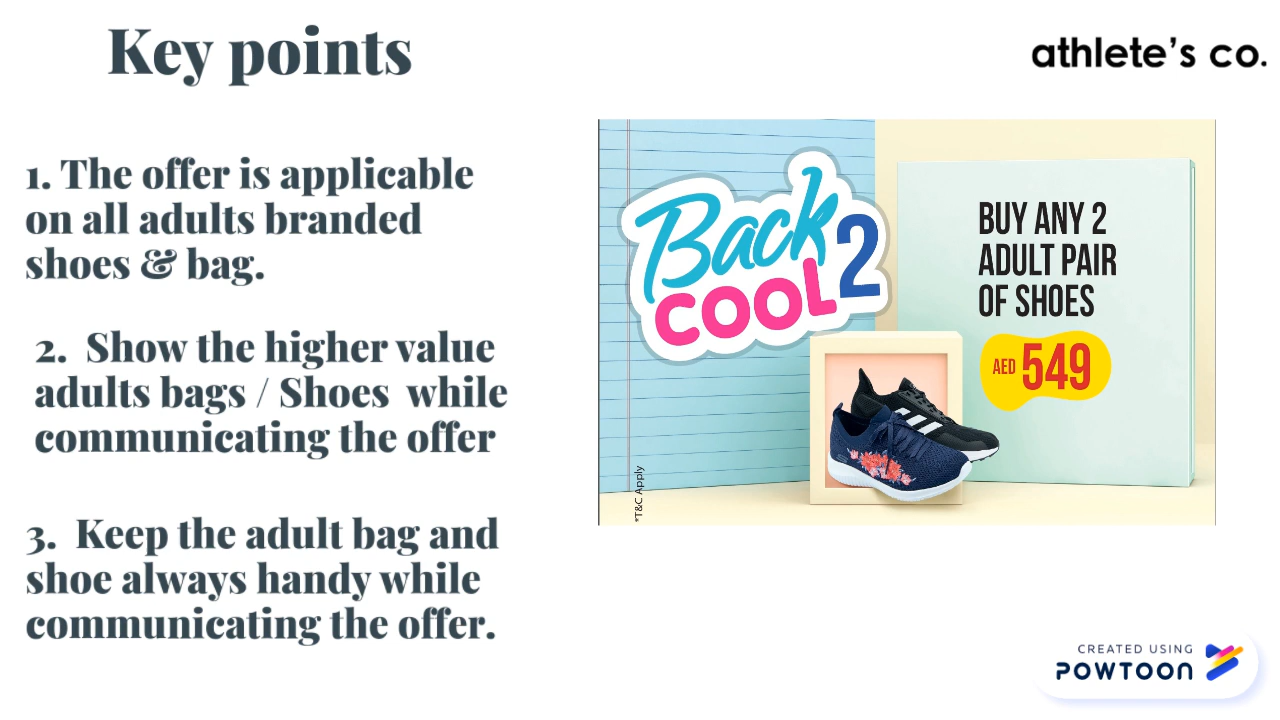 Key points
athlete's co.
1. The offer is applicable
on all adults branded
shoes & bag.
2. Show the higher value
adults bags / Shoes while
communicating the offer
3. Keep the adult bag and
shoe always handy while
communicating the offer.
Back
2
COOL
BUY ANY 2
ADULT PAIR
OF SHOES
AED 549
*T&C Apply
CREATED USING
POWTOON